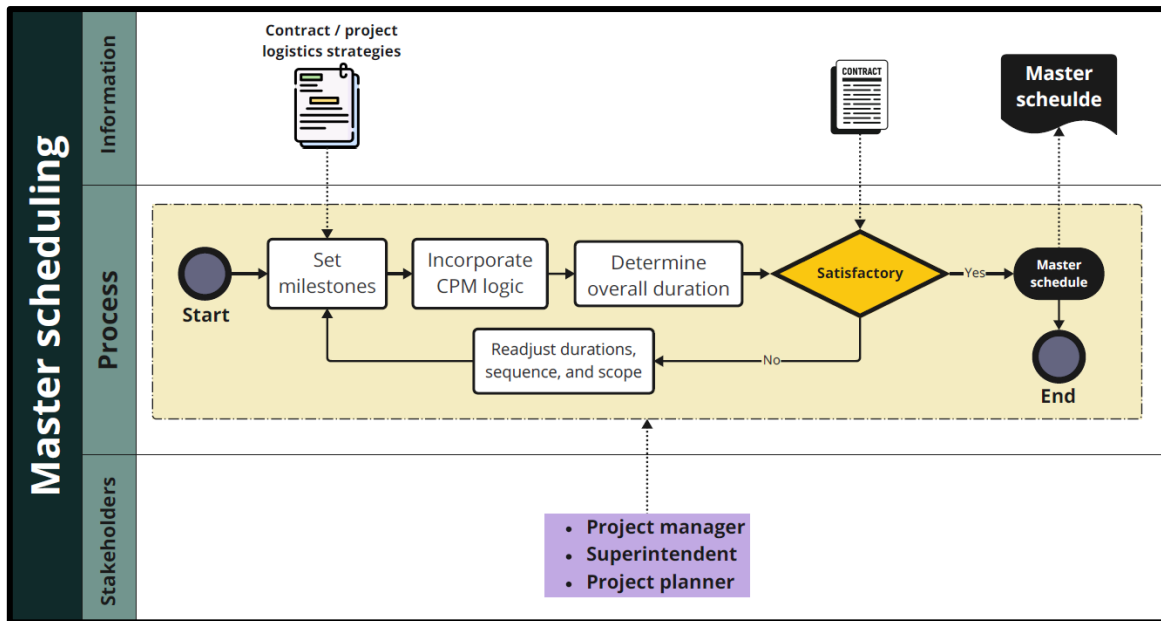 Master scheduling
Information
Contract / project
logistics strategies
CONTRACT
Master
scheulde
Process
Start
Set
milestones
Incorporate
CPM logic
Determine
overall duration
Satisfactory
Yes
Master
schedule
Readjust durations,
sequence, and scope
No
End
Stakeholders
• Project manager
• Superintendent
• Project planner